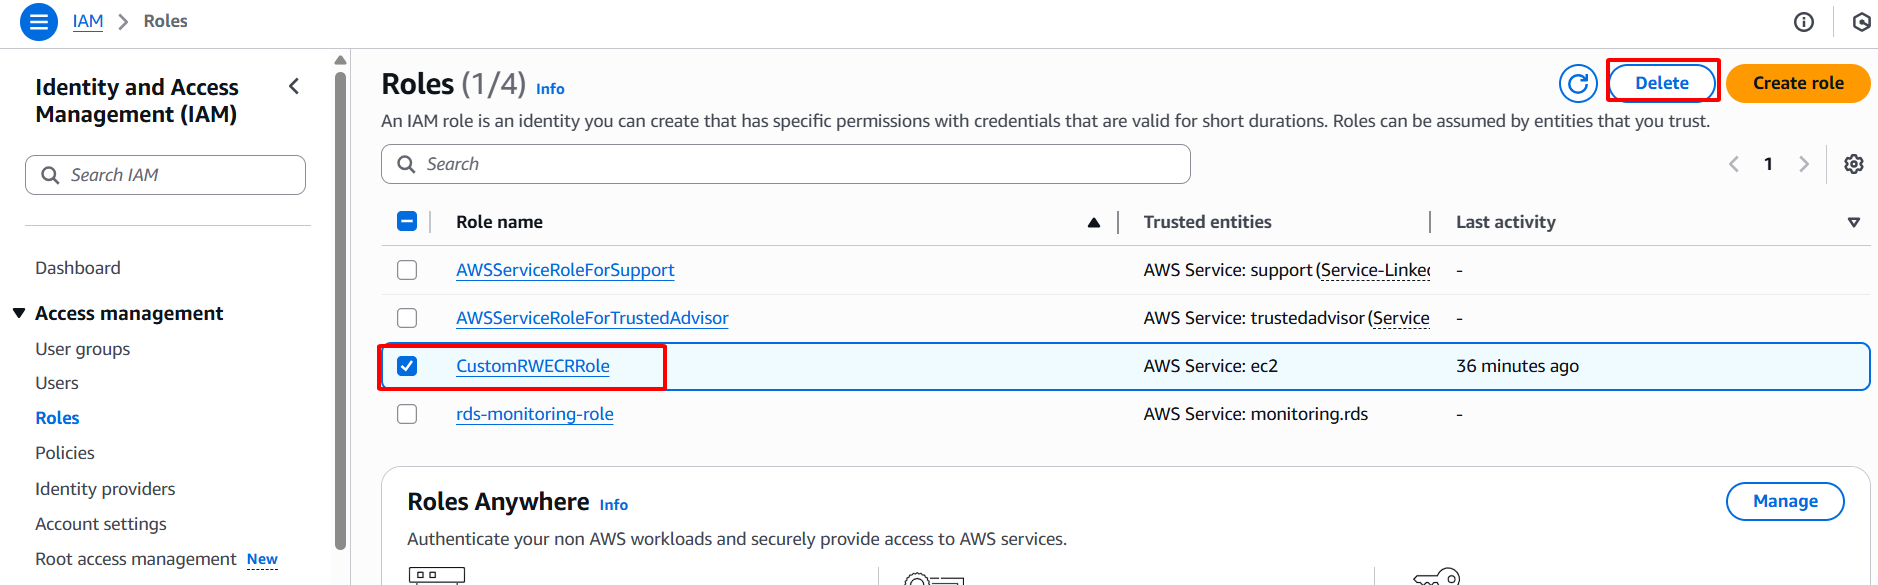 IAM > Roles
Identity and Access
Management (IAM)
Search IAM
Dashboard
Access management
User groups
Users
Roles
Policies
Identity providers
Account settings
Root access management New
Roles (1/4) Info
Delete
Create role
An IAM role is an identity you can create that has specific permissions with credentials that are valid for short durations. Roles can be assumed by entities that you trust.
Search
1
Role name Trusted entities Last activity
AWSServiceRoleForSupport AWS Service: support (Service-Linked -
AWSServiceRoleForTrustedAdvisor AWS Service: trustedadvisor (Service -
CustomRWECRRole AWS Service: ec2 36 minutes ago
rds-monitoring-role AWS Service: monitoring.rds -
Roles Anywhere Info
Manage
Authenticate your non AWS workloads and securely provide access to AWS services.